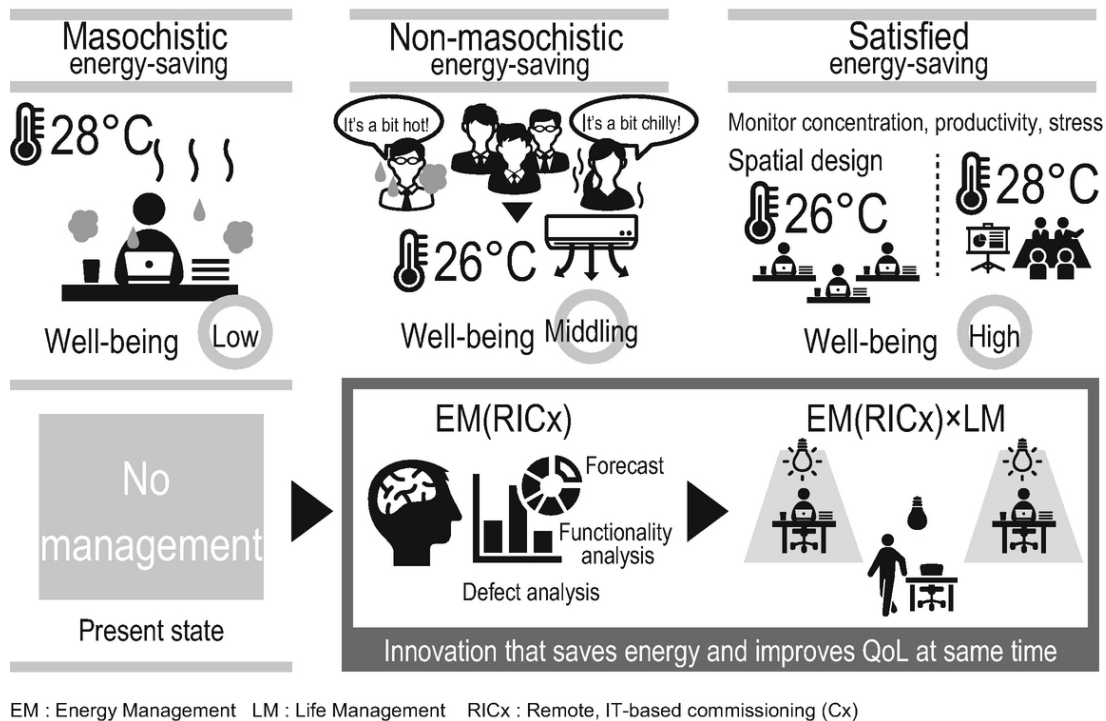 Masochistic
energy-saving
28°C
Well-being Low
Non-masochistic
energy-saving
It's a bit hot!
It's a bit chilly!
26°C
Well-being Middling
Satisfied
energy-saving
Monitor concentration, productivity, stress
Spatial design
26°C
28°C
Well-being High
No
management
Present state
EM(RICx)
Forecast
Functionality
analysis
Defect analysis
EM(RICx)×LM
Innovation that saves energy and improves QoL at same time
EM : Energy Management LM : Life Management RICx : Remote, IT-based commissioning (Cx)